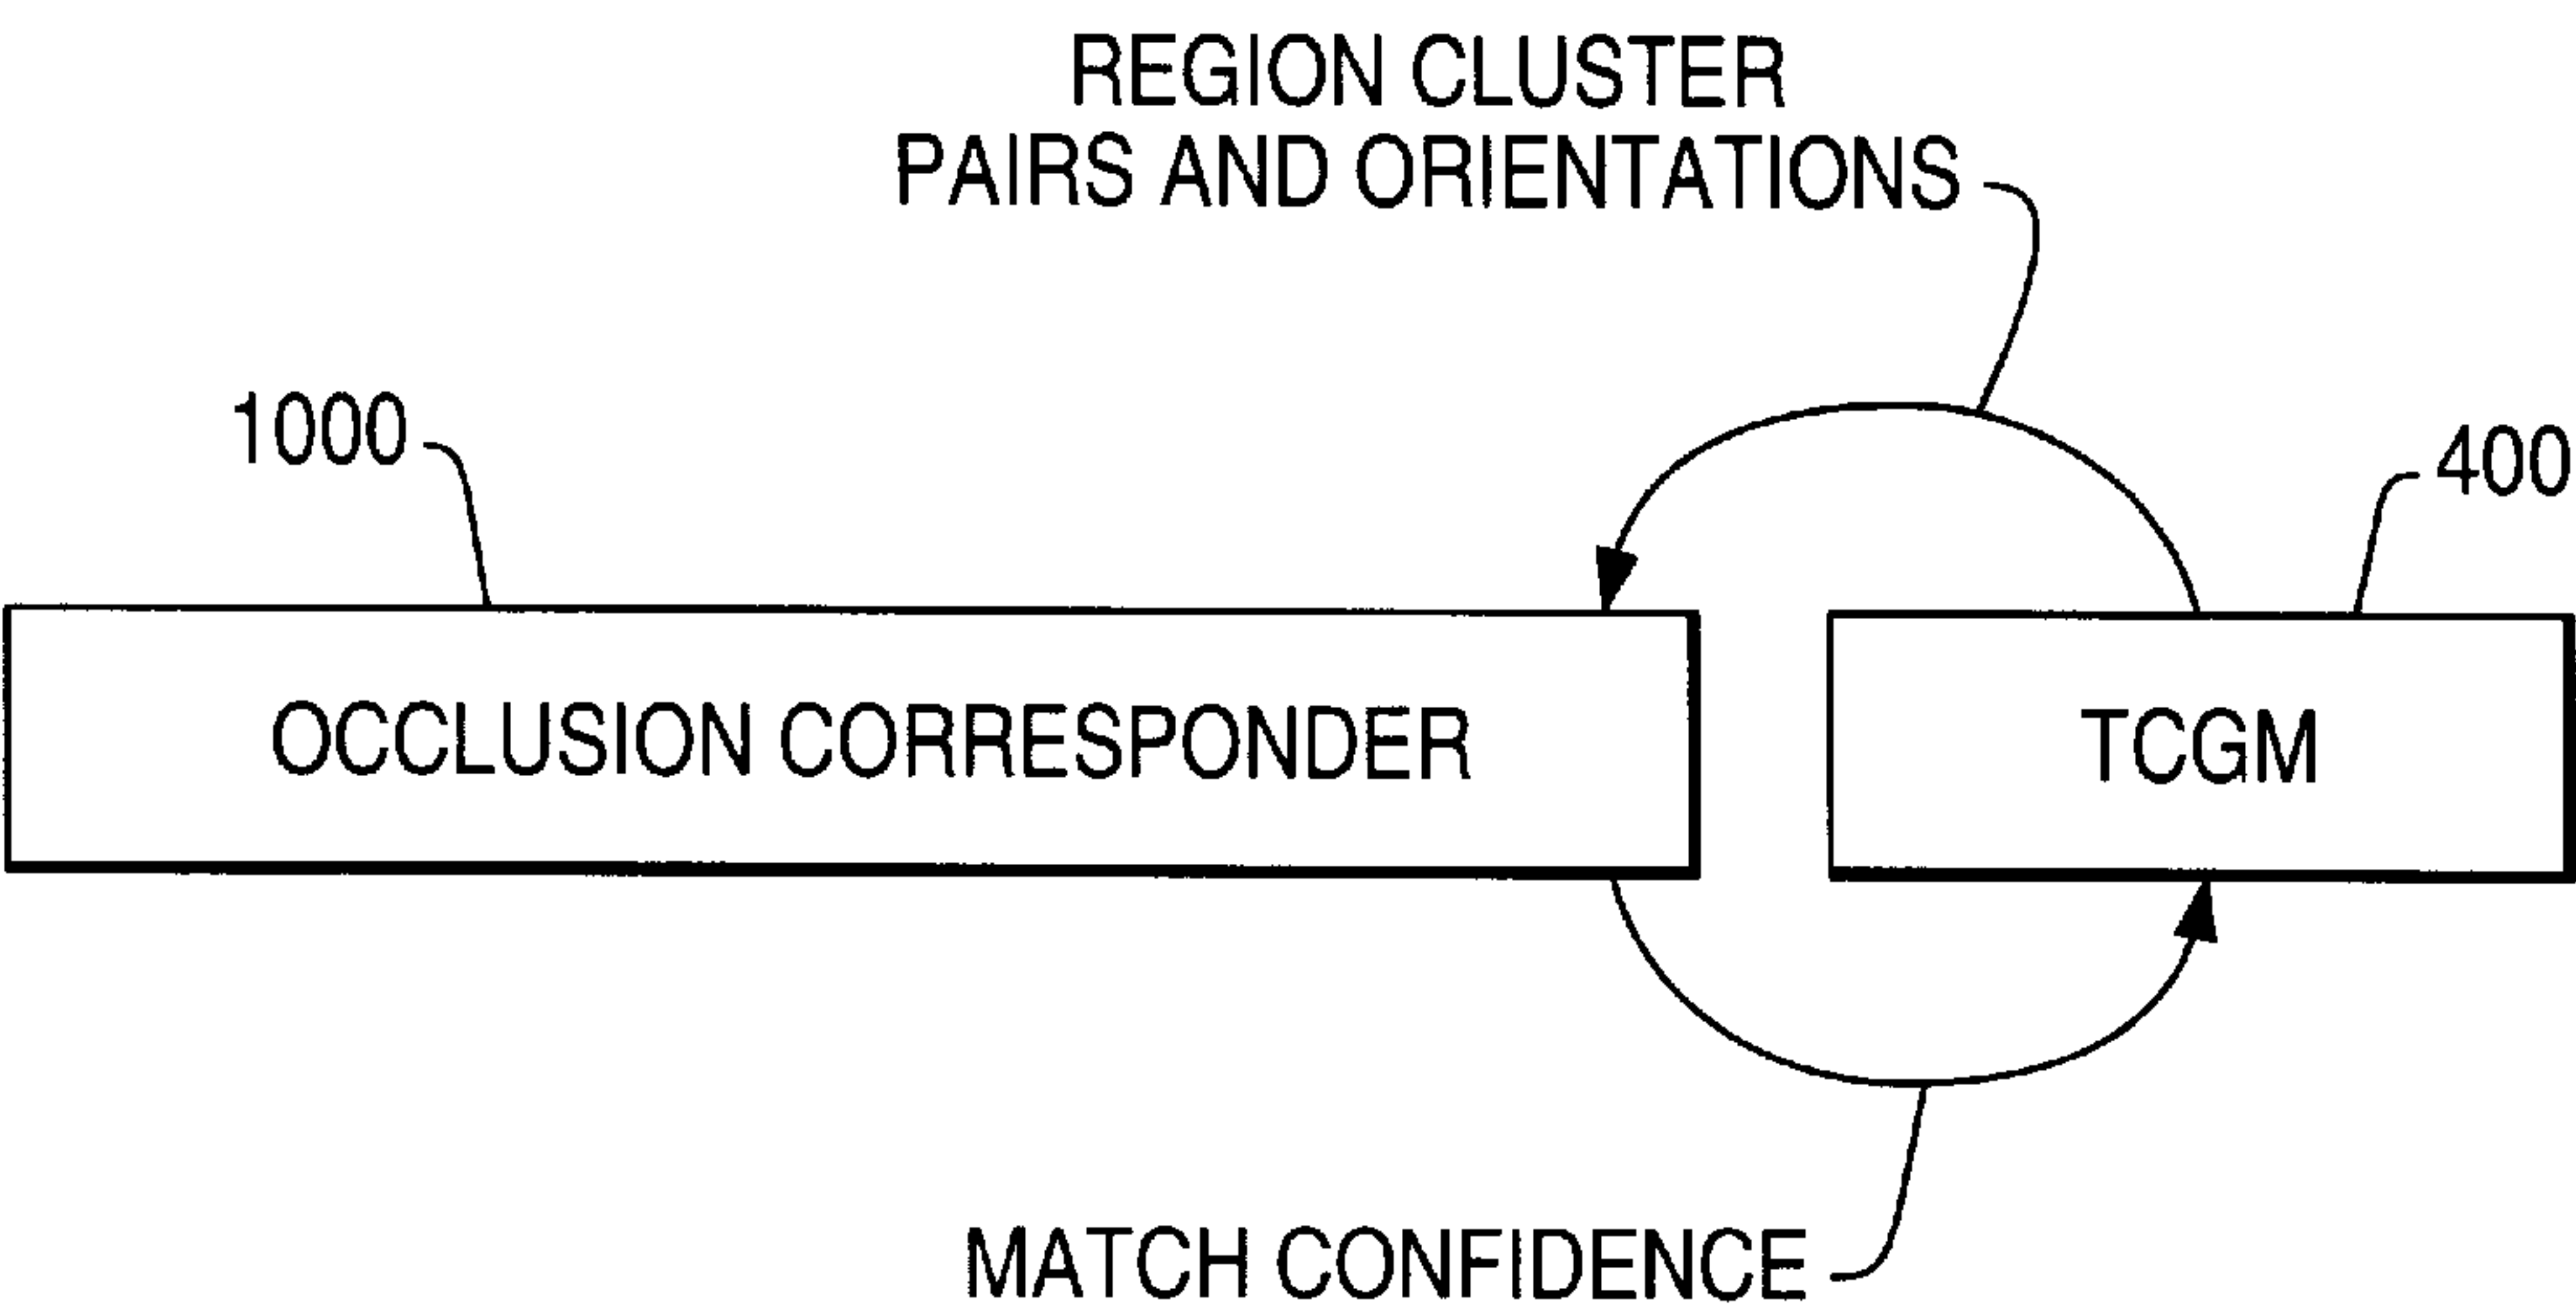 REGION CLUSTER
PAIRS AND ORIENTATIONS
1000
400
OCCLUSION CORRESPONDER
TCGM
MATCH CONFIDENCE